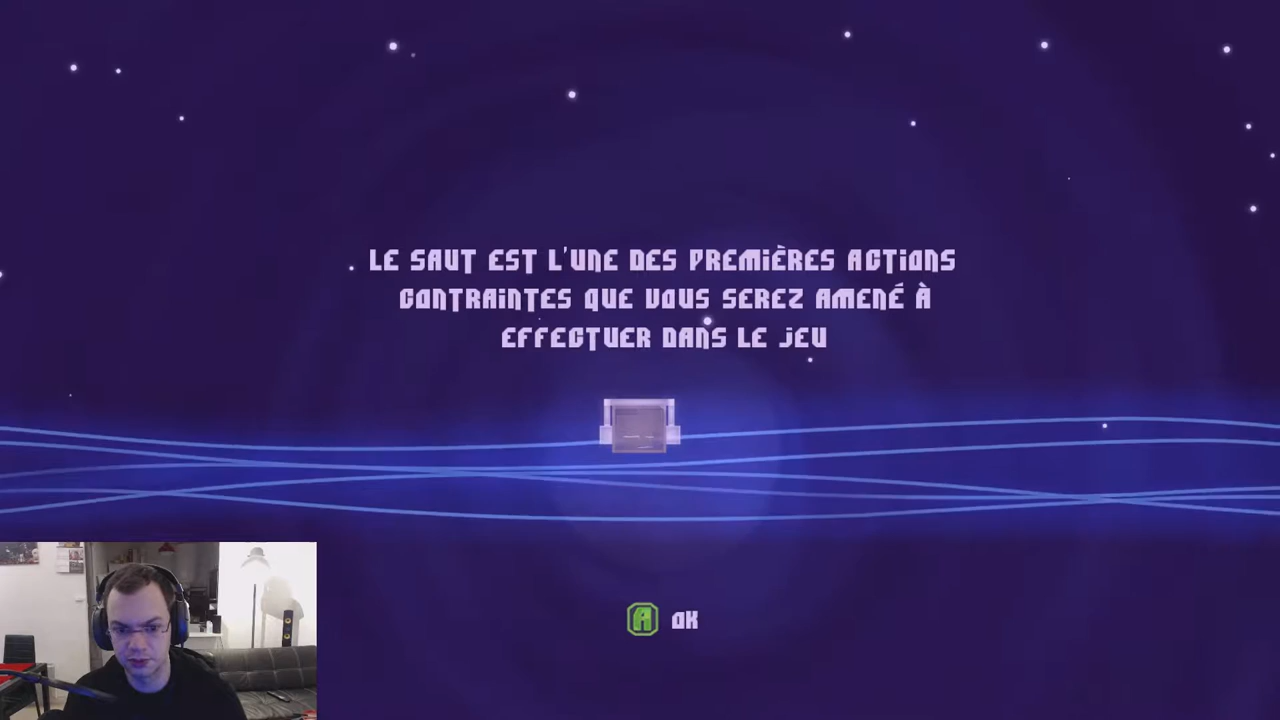 LE SAUT EST L'UNE DES PREMIÈRES ACTIONS
CONTRAINTES QUE VOUS SEREZ AMENÉ À
EFFECTUER DANS LE JEU
A OK